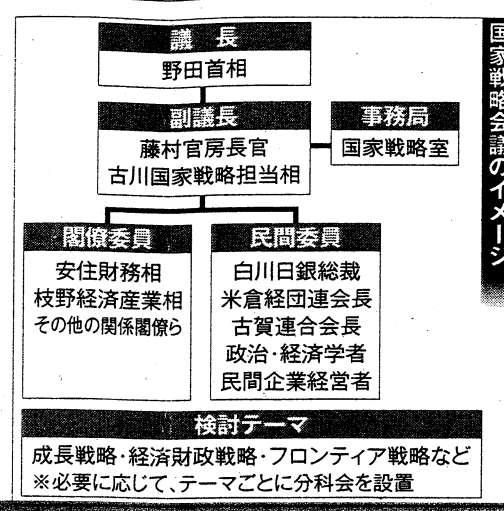 国家戦略会議のイメージ
議長
野田首相
副議長
藤村官房長官
古川国家戦略担当相
事務局
国家戦略室
閣僚委員
安住財務相
枝野経済産業相
その他の関係閣僚ら
民間委員
白川日銀総裁
米倉経団連会長
古賀連合会長
政治・経済学者
民間企業経営者
検討テーマ
成長戦略・経済財政戦略・フロンティア戦略など
※必要に応じて、テーマごとに分科会を設置